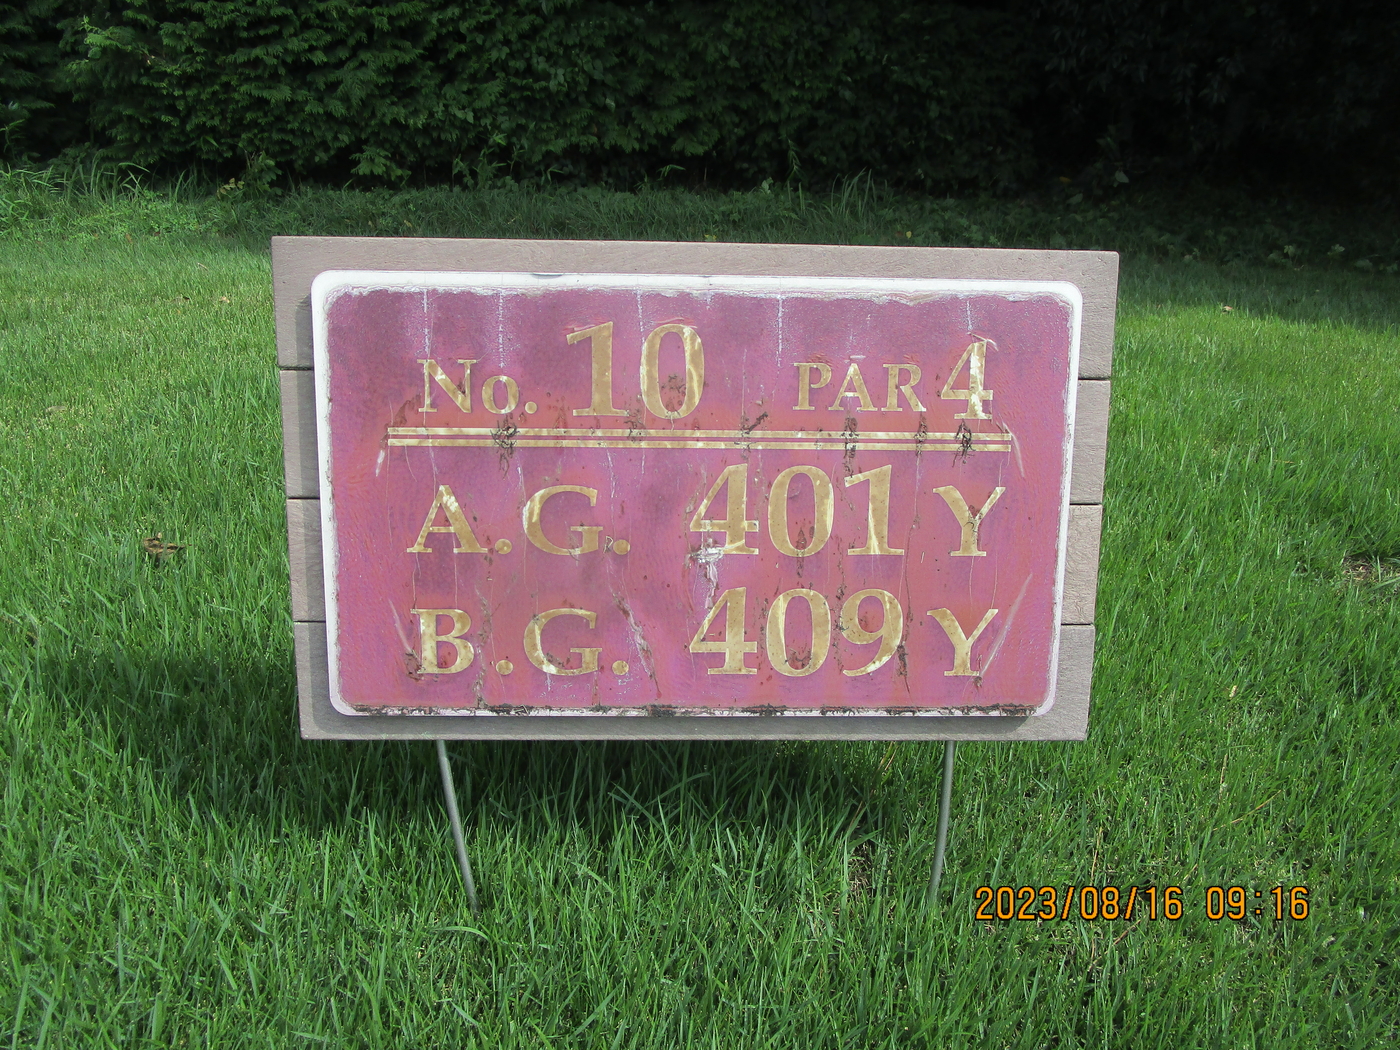 No. 10 PAR 4
A.G. 401 Y
B.G. 409 Y
2023/08/16 09:16